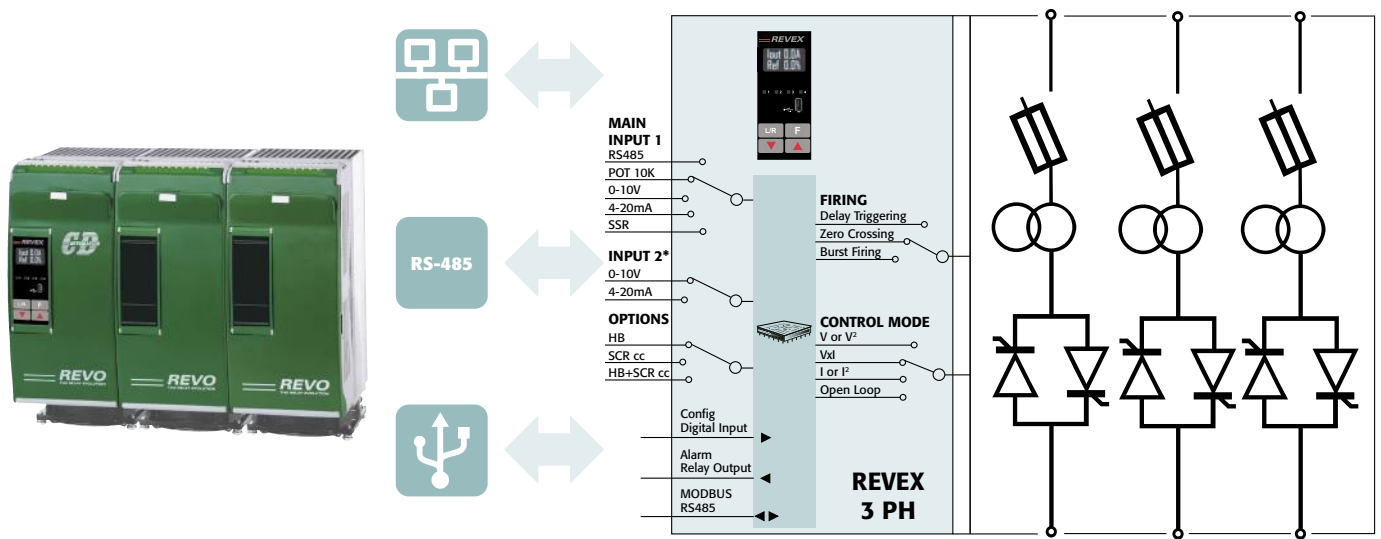 REVEX
Iout 0.0A
Ref 0.0%
L/R F
CD
REVO
REVO
REVO
RS-485
REVEX
Iout 0.0A
Ref 0.0%
L/R F
MAIN
INPUT 1
RS485
POT 10K
0-10V
4-20mA
SSR
INPUT 2*
0-10V
4-20mA
OPTIONS
HB
SCR cc
HB+SCR cc
Config
Digital Input
Alarm
Relay Output
MODBUS
RS485
FIRING
Delay Triggering
Zero Crossing
Burst Firing
CONTROL MODE
V or V²
VxI
I or I²
Open Loop
REVEX
3 PH